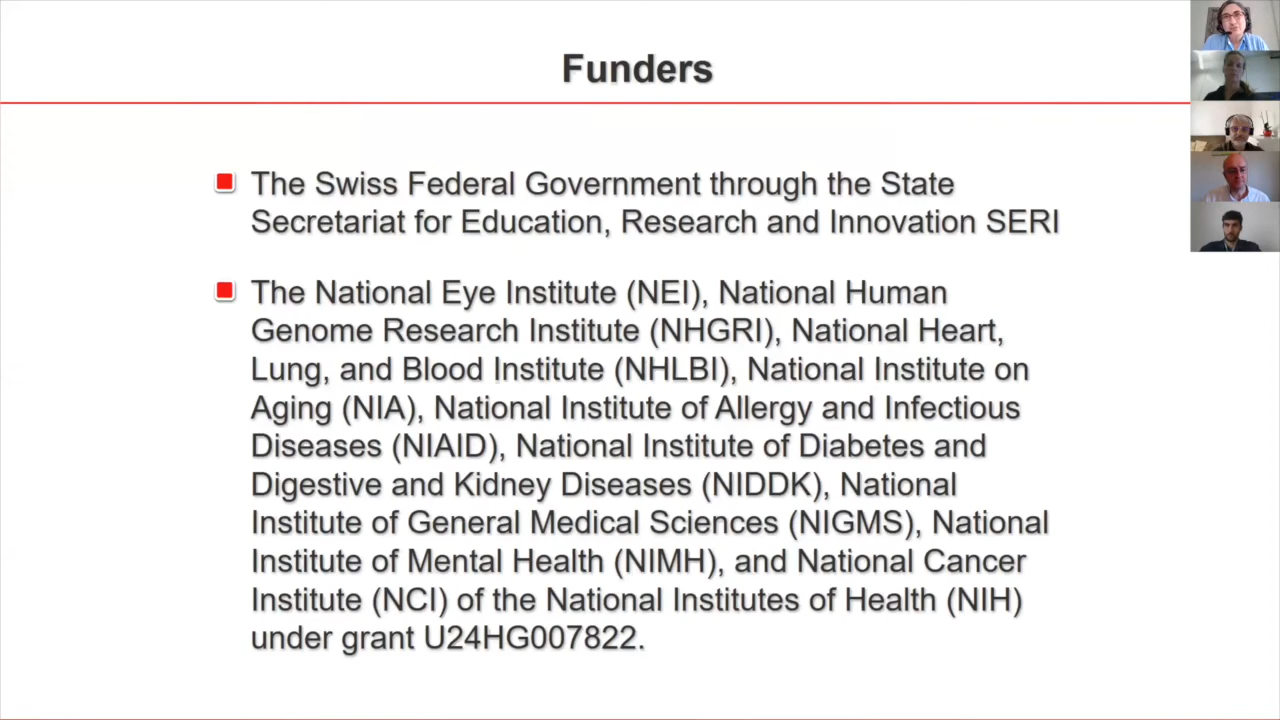 Funders
The Swiss Federal Government through the State
Secretariat for Education, Research and Innovation SERI
The National Eye Institute (NEI), National Human
Genome Research Institute (NHGRI), National Heart,
Lung, and Blood Institute (NHLBI), National Institute on
Aging (NIA), National Institute of Allergy and Infectious
Diseases (NIAID), National Institute of Diabetes and
Digestive and Kidney Diseases (NIDDK), National
Institute of General Medical Sciences (NIGMS), National
Institute of Mental Health (NIMH), and National Cancer
Institute (NCI) of the National Institutes of Health (NIH)
under grant U24HG007822.